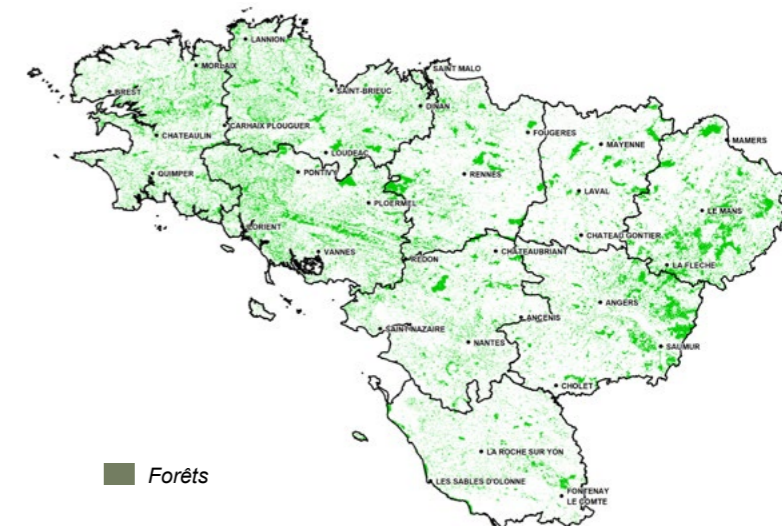 LANNION
MORLAIX
SAINT MALO
BREST
SAINT-BRIEUC
DINAN
CARHAIX PLOUGUER
FOUGERES
CHATEAULIN
MAYENNE
MAMERS
LOUDEAC
QUIMPER
PONTIVY
RENNES
LAVAL
PLOERMEL
LE MANS
LORIENT
CHATEAU GONTIER
VANNES
REDON
CHATEAUBRIANT
LA FLECHE
ANGERS
ANCENIS
SAINT NAZAIRE
NANTES
SAUMUR
CHOLET
LA ROCHE SUR YON
Forêts
LES SABLES D'OLONNE
FONTENAY
LE COMTE